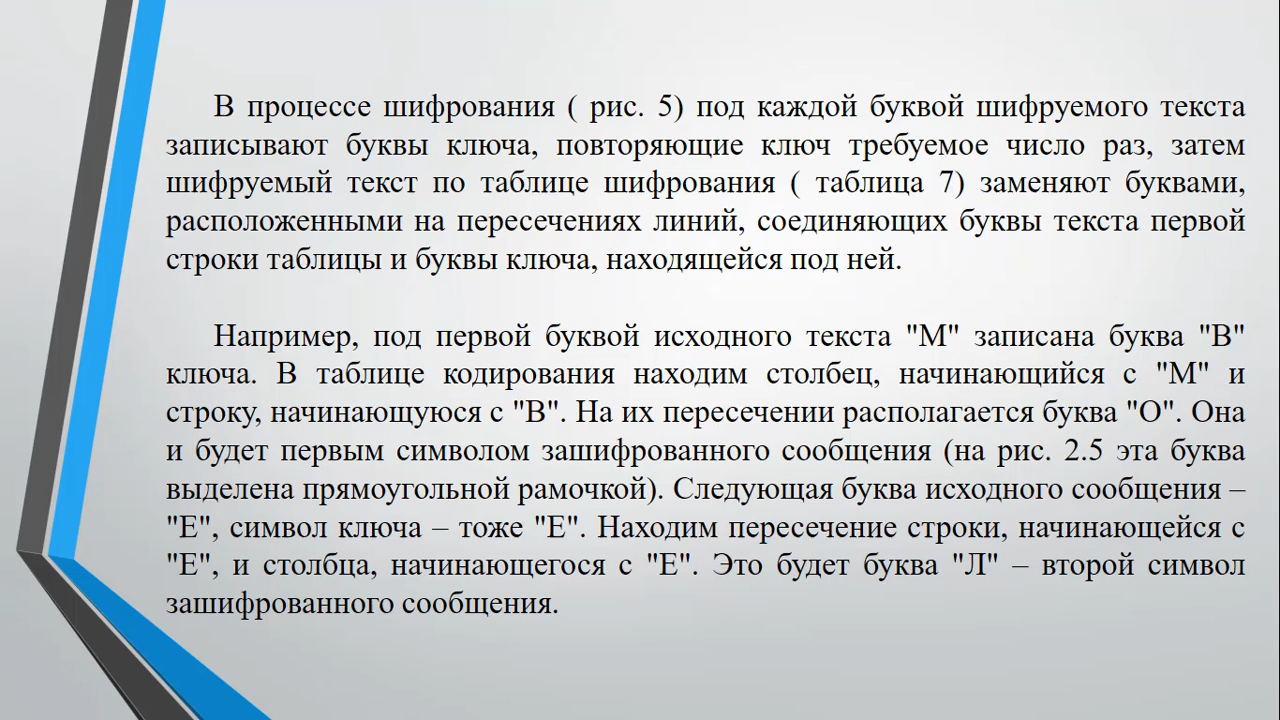 В процессе шифрования ( рис. 5) под каждой буквой шифруемого текста
записывают буквы ключа, повторяющие ключ требуемое число раз, затем
шифруемый текст по таблице шифрования ( таблица 7) заменяют буквами,
расположенными на пересечениях линий, соединяющих буквы текста первой
строки таблицы и буквы ключа, находящейся под ней.
Например, под первой буквой исходного текста "М" записана буква "В"
ключа. В таблице кодирования находим столбец, начинающийся с "М" и
строку, начинающуюся с "В". На их пересечении располагается буква "О". Она
и будет первым символом зашифрованного сообщения (на рис. 2.5 эта буква
выделена прямоугольной рамочкой). Следующая буква исходного сообщения –
"Е", символ ключа – тоже "Е". Находим пересечение строки, начинающейся с
"Е", и столбца, начинающегося с "Е". Это будет буква "Л" – второй символ
зашифрованного сообщения.